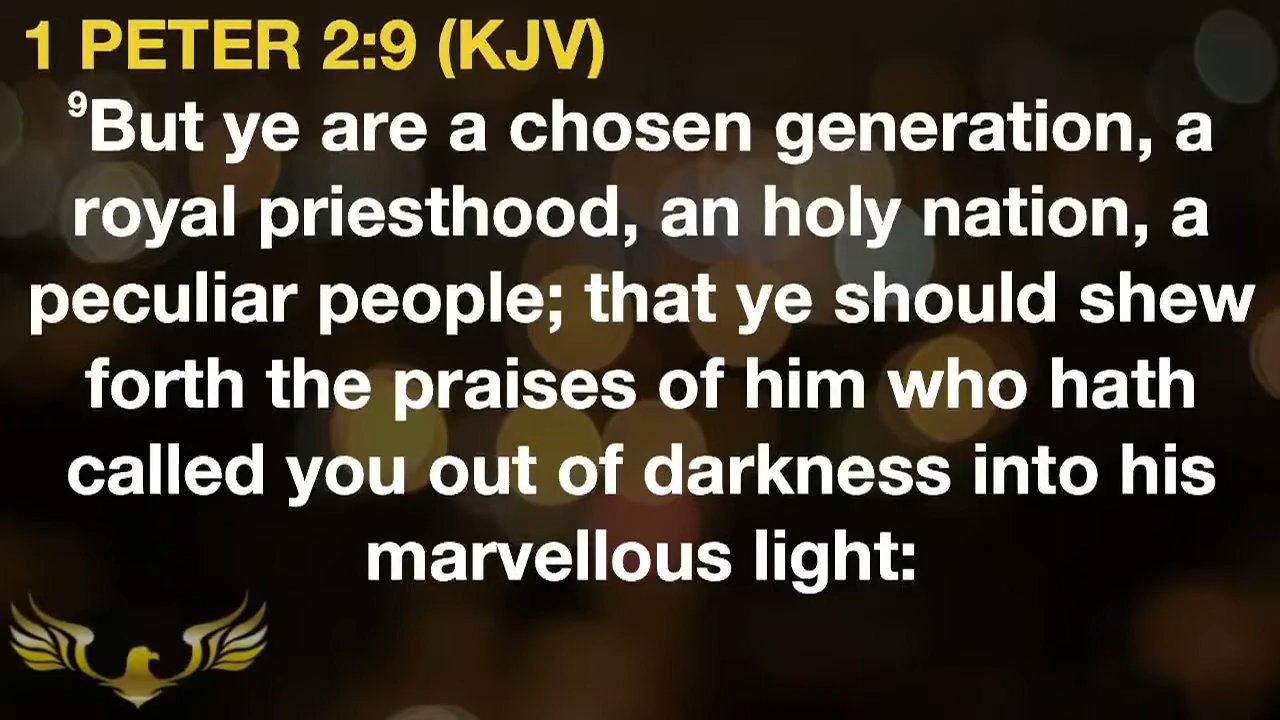 1 PETER 2:9 (KJV)
⁹But ye are a chosen generation, a
royal priesthood, an holy nation, a
peculiar people; that ye should shew
forth the praises of him who hath
called you out of darkness into his
marvellous light: